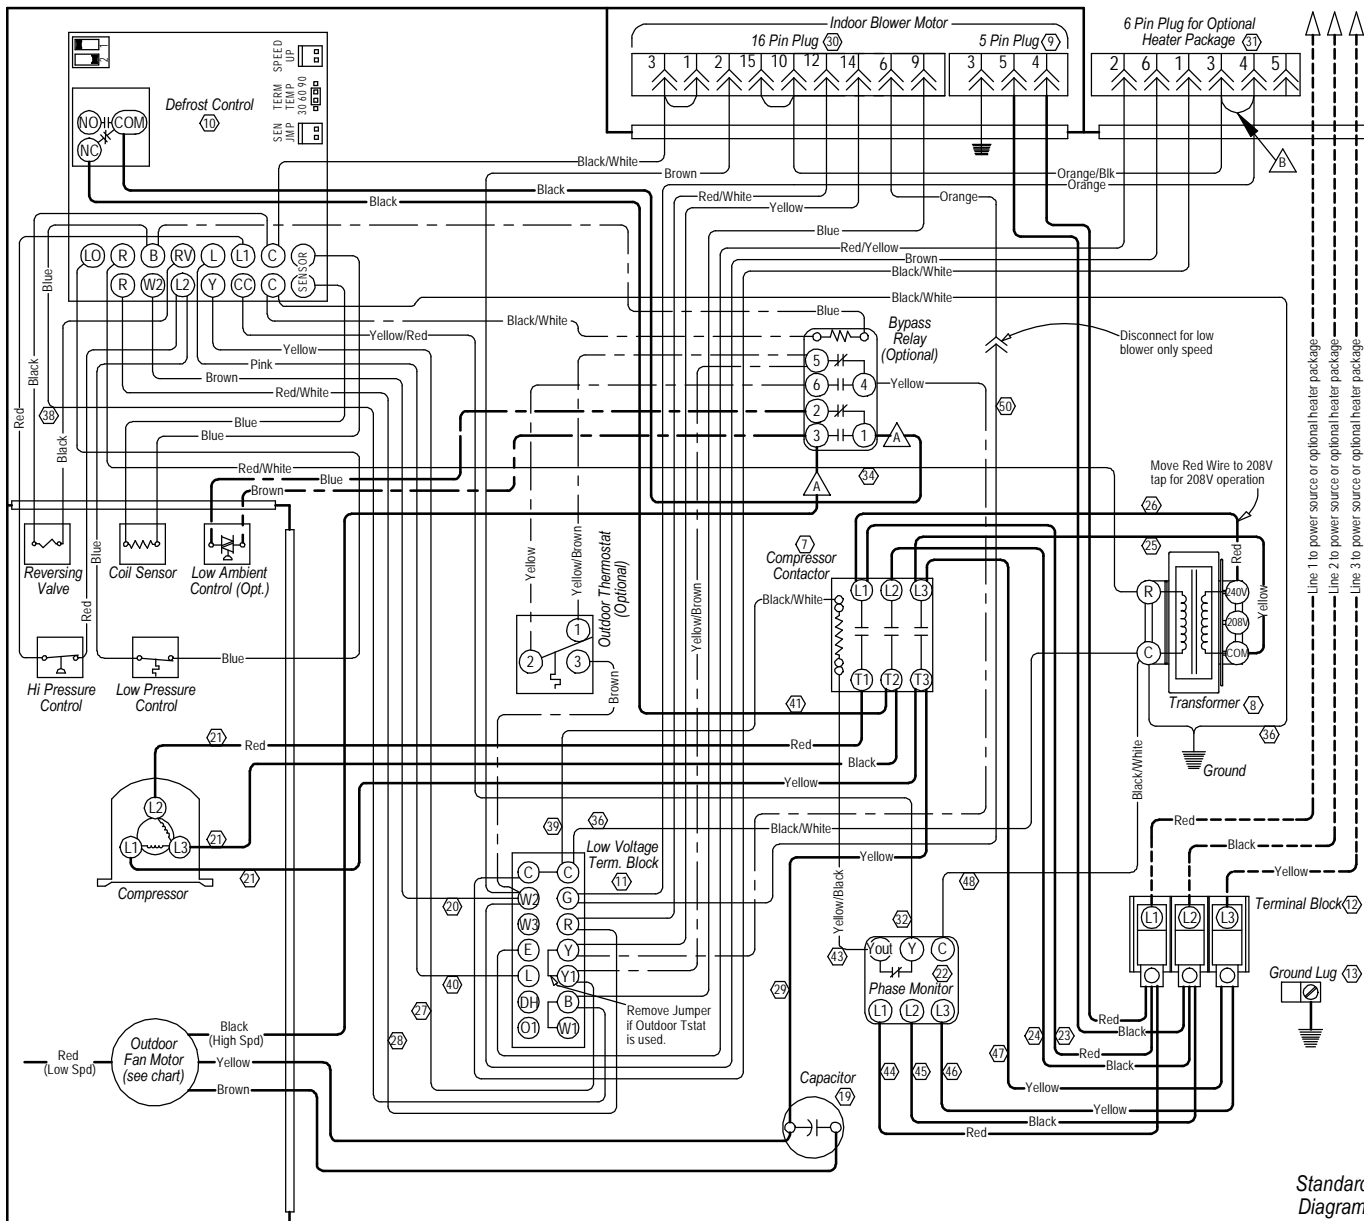 Indoor Blower Motor
16 Pin Plug 30
5 Pin Plug 9
6 Pin Plug for Optional
Heater Package 31
3 1 2 15 10 12 14 6 9
3 5 4
2 6 1 3 4 5
1
2
SPEED
UP
TERM
TEMP
30 60 90
SEN
JMP
Defrost Control
10
NO COM
NC
B
Black/White
Brown
Black
Black
Red/White
Yellow
Blue
Orange
Orange/Blk
Orange
Red/Yellow
Brown
Black/White
Black/White
LO R B RV L L1 C SENSOR
R W2 L2 Y CC C
Blue
Black
Red
38
Black
Black/White
Yellow/Red
Yellow
Pink
Brown
Red/White
Blue
Blue
Red/White
Blue
Brown
Blue
Bypass
Relay
(Optional)
5
6 4
2
3 1
Yellow
A
A
34
Disconnect for low
blower only speed
50
Move Red Wire to 208V
tap for 208V operation
Line 1 to power source or optional heater package
Line 2 to power source or optional heater package
Line 3 to power source or optional heater package
Reversing
Valve
Coil Sensor
Low Ambient
Control (Opt.)
Blue
Red
Hi Pressure
Control
Low Pressure
Control
Blue
Yellow
Yellow/Brown
Outdoor Thermostat
(Optional)
1
2 3
Brown
Yellow/Brown
7
Compressor
Contactor
Black/White
L1 L2 L3
T1 T2 T3
41
26
25
Red
Yellow
R
C
240V
208V
COM
Transformer 8
36
Ground
Black/White
21
Red
Red
Black
Yellow
21
21
L2
L1 L3
Compressor
39
36
Black/White
Low Voltage
Term. Block
11
C C
W2 G
W3 R
E Y
L Y1
DH B
O1 W1
20
40
27
28
Remove Jumper
if Outdoor Tstat
is used.
Yellow
Yellow/Black
29
43
32
48
Yout Y C
22
Phase Monitor
L1 L2 L3
44
45
46
47
24
23
Red
Black
Yellow
L1 L2 L3
Terminal Block 12
Ground Lug 13
Red
Black
Red
Black
Yellow
Yellow
Black
Red
Outdoor
Fan Motor
(see chart)
Black
(High Spd)
Red
(Low Spd)
Yellow
Brown
Capacitor
19
Standard
Diagram